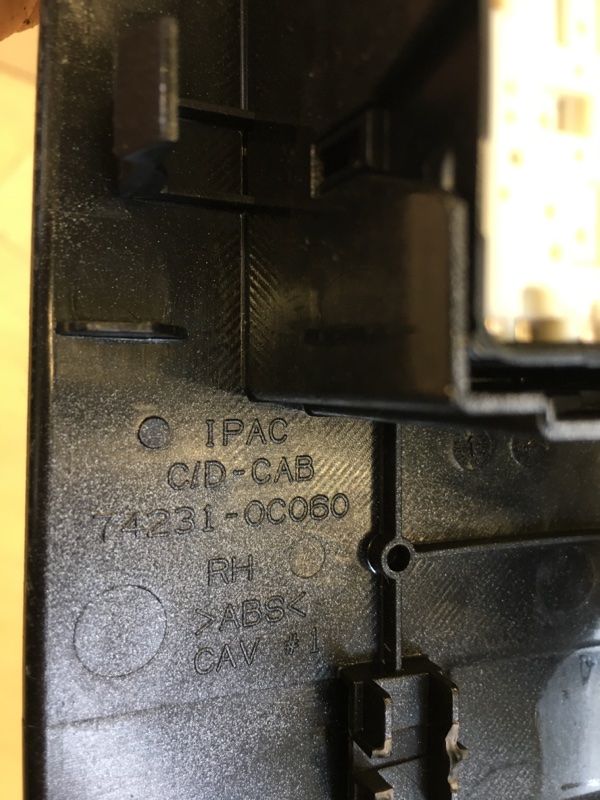 IPAC
C/D-CAB
74231-0C060
RH
>ABS<
CAV #1